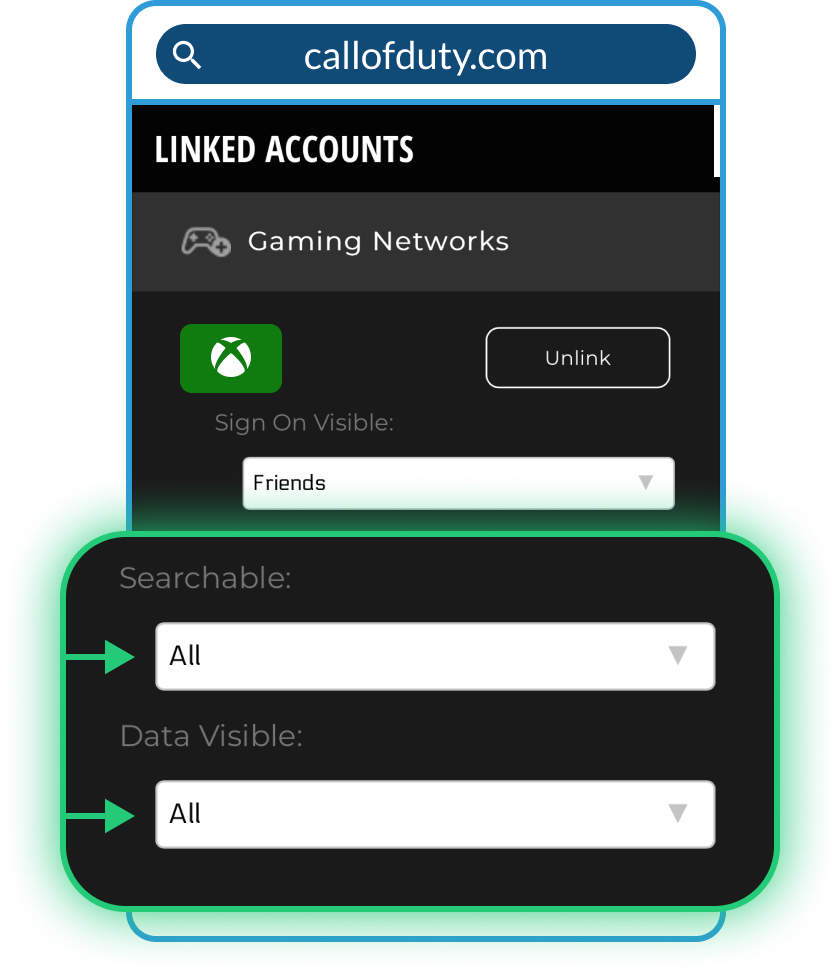 callofduty.com
LINKED ACCOUNTS
Gaming Networks
Unlink
Sign On Visible:
Friends
Searchable:
All
Data Visible:
All